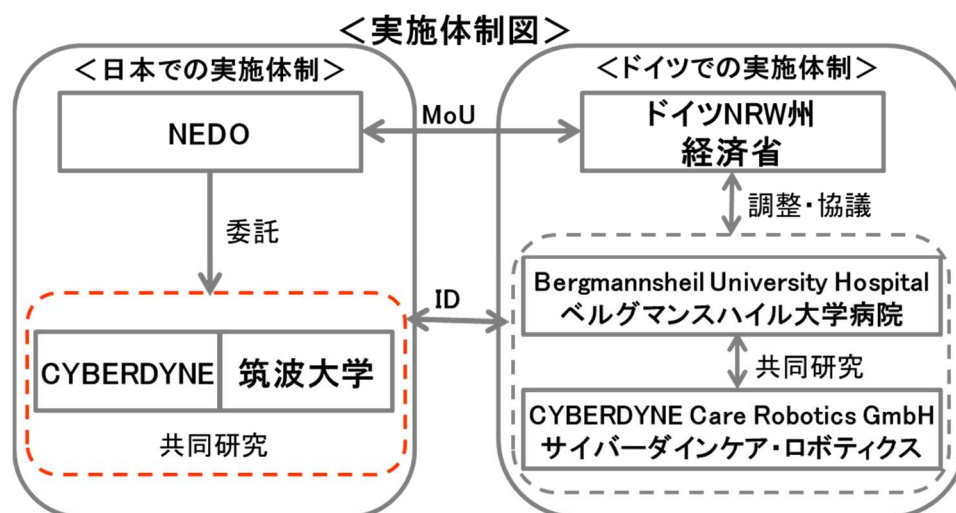 ＜実施体制図＞
＜日本での実施体制＞
NEDO
委託
CYBERDYNE
筑波大学
共同研究
MoU
ID
＜ドイツでの実施体制＞
ドイツNRW州
経済省
調整・協議
Bergmannsheil University Hospital
ベルグマンスハイル大学病院
共同研究
CYBERDYNE Care Robotics GmbH
サイバーダインケア・ロボティクス